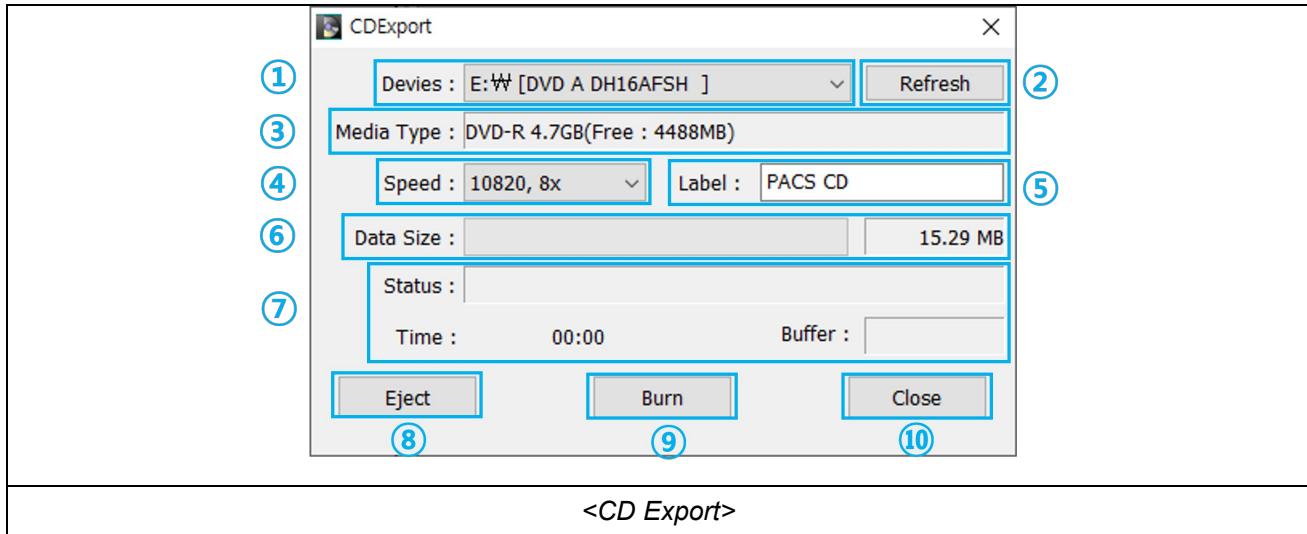 CDExport
① Devies : E:₩ [DVD A DH16AFSH ] Refresh ②
③ Media Type : DVD-R 4.7GB(Free : 4488MB)
④ Speed : 10820, 8x Label : PACS CD ⑤
⑥ Data Size : 15.29 MB
⑦ Status :
Time : 00:00 Buffer :
Eject Burn Close
⑧ ⑨ ⑩
<CD Export>